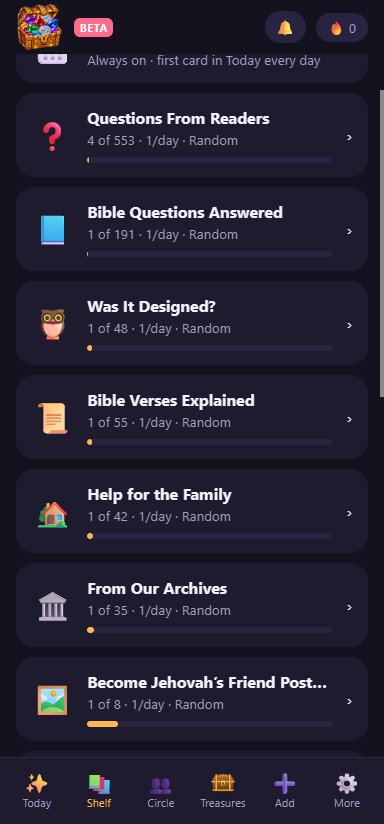 BETA
0
Always on · first card in Today every day
Questions From Readers
4 of 553 · 1/day · Random
Bible Questions Answered
1 of 191 · 1/day · Random
Was It Designed?
1 of 48 · 1/day · Random
Bible Verses Explained
1 of 55 · 1/day · Random
Help for the Family
1 of 42 · 1/day · Random
From Our Archives
1 of 35 · 1/day · Random
Become Jehovah’s Friend Post…
1 of 8 · 1/day · Random
Today Shelf Circle Treasures Add More